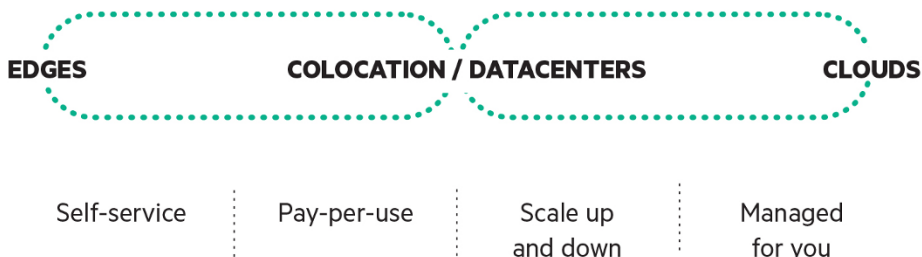 EDGES COLOCATION / DATACENTERS CLOUDS
Self-service Pay-per-use Scale up and down Managed for you